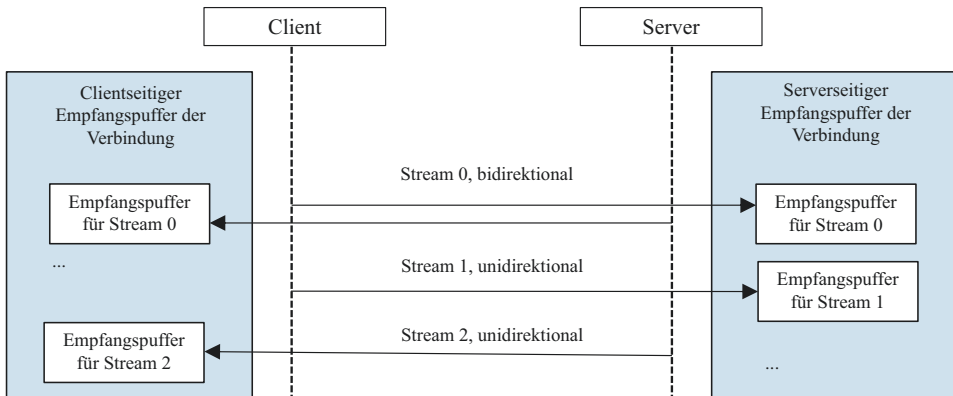 Client
Server
Clientseitiger
Empfangspuffer der
Verbindung
Serverseitiger
Empfangspuffer der
Verbindung
Stream 0, bidirektional
Empfangspuffer
für Stream 0
Empfangspuffer
für Stream 0
...
Stream 1, unidirektional
Empfangspuffer
für Stream 1
Stream 2, unidirektional
Empfangspuffer
für Stream 2
...